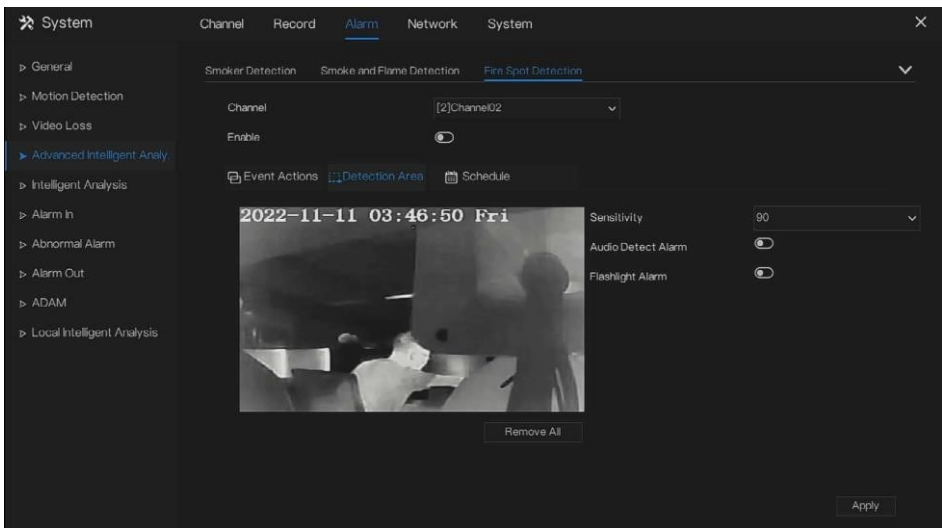 System Channel Record Alarm Network System
General
Motion Detection
Video Loss
Advanced Intelligent Analy.
Intelligent Analysis
Alarm In
Abnormal Alarm
Alarm Out
ADAM
Local Intelligent Analysis
Smoker Detection Smoke and Flame Detection Fire Spot Detection
Channel [2]Channel02
Enable
Event Actions Detection Area Schedule
2022-11-11 03:46:50 Fri
Sensitivity 90
Audio Detect Alarm
Flashlight Alarm
Remove All
Apply